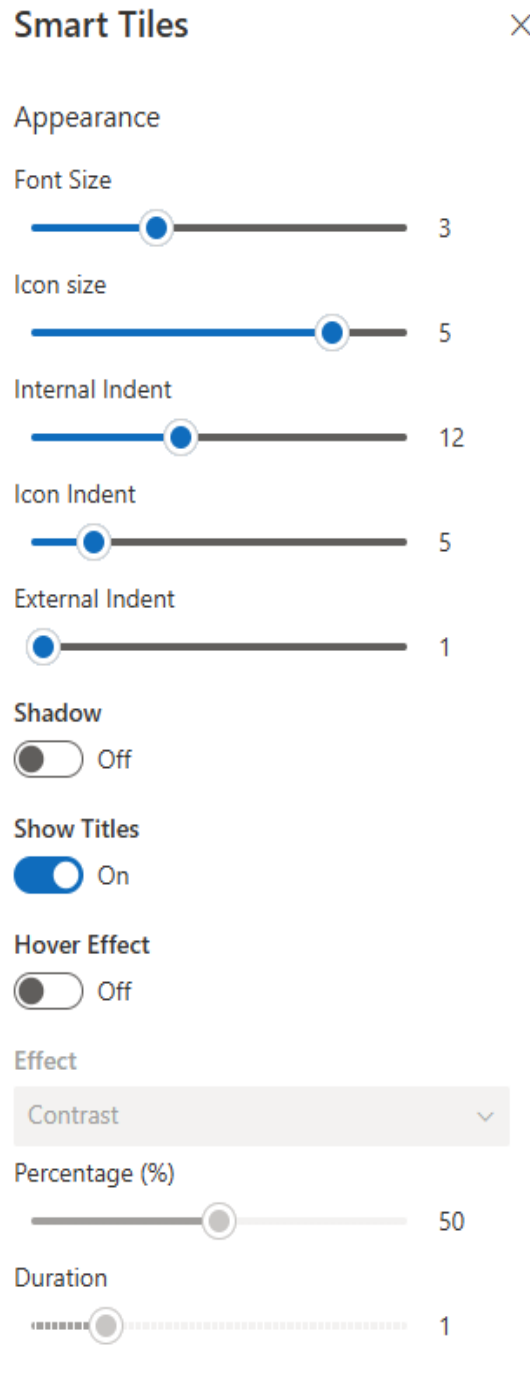 Smart Tiles
Appearance
Font Size
3
Icon size
5
Internal Indent
12
Icon Indent
5
External Indent
1
Shadow
Off
Show Titles
On
Hover Effect
Off
Effect
Contrast
Percentage (%)
50
Duration
1